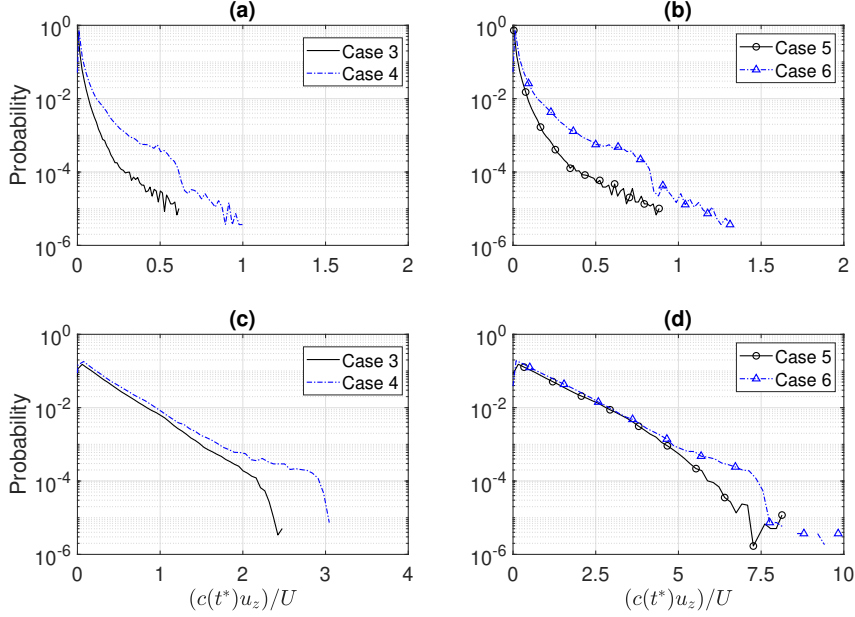 (a)
Probability
10^0
10^-2
10^-4
10^-6
0 0.5 1 1.5 2
Case 3
Case 4
(b)
10^0
10^-2
10^-4
10^-6
0 0.5 1 1.5 2
Case 5
Case 6
(c)
Probability
10^0
10^-2
10^-4
10^-6
0 1 2 3 4
(c(t*)u_z)/U
Case 3
Case 4
(d)
10^0
10^-2
10^-4
10^-6
0 2.5 5 7.5 10
(c(t*)u_z)/U
Case 5
Case 6